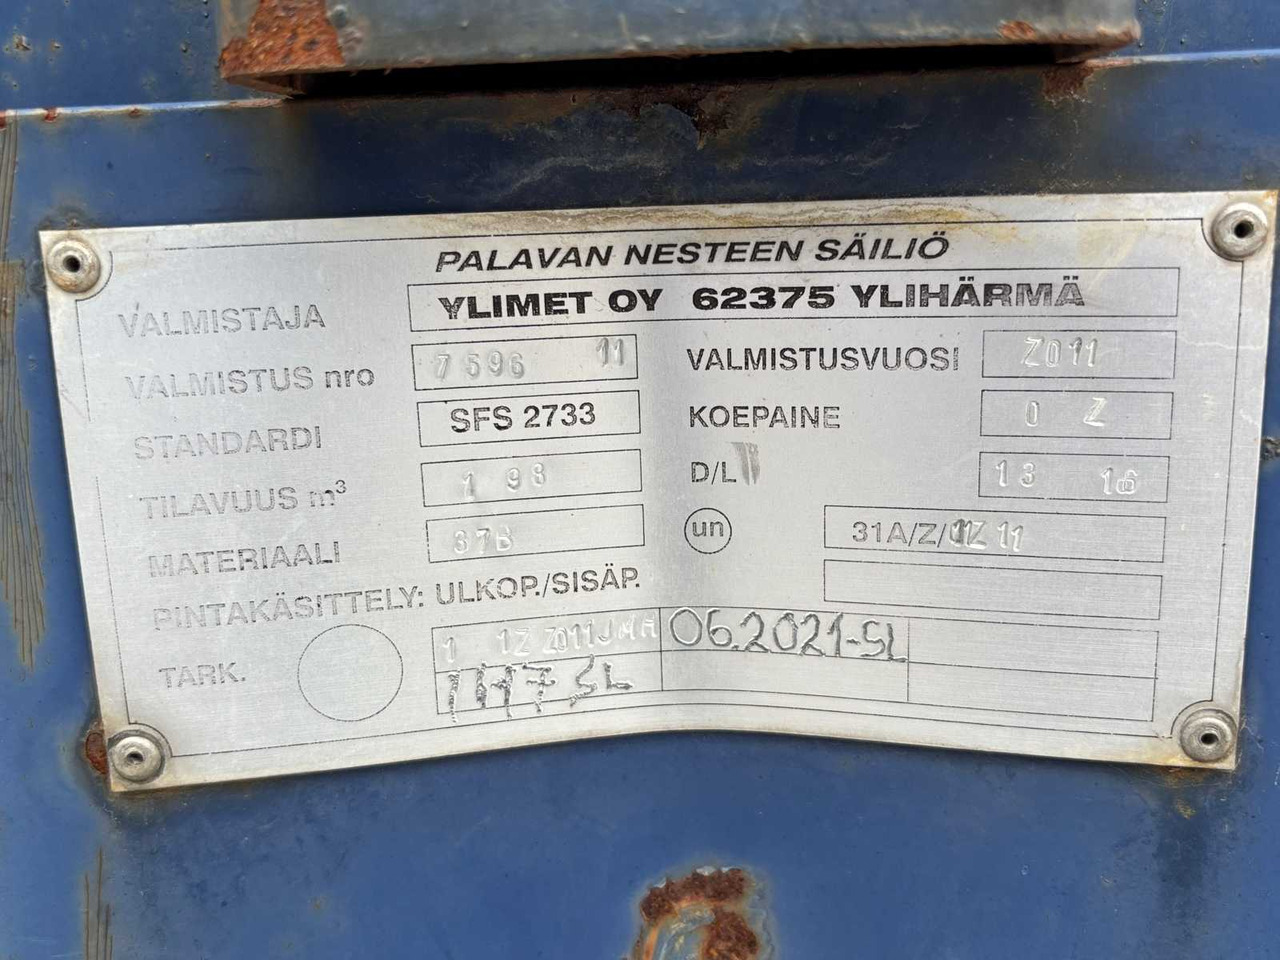 PALAVAN NESTEEN SÄILIÖ
VALMISTAJA YLIMET OY 62375 YLIHÄRMÄ
VALMISTUS nro 7596 11 VALMISTUSVUOSI 2011
STANDARDI SFS 2733 KOEPAINE 0 2
TILAVUUS m³ 1 98 D/L 13 16
MATERIAALI 37B un 31A/Z/ 11
PINTAKÄSITTELY: ULKOP./SISÄP.
TARK. 1 12 2011 JMM 06.2021-SL
SL